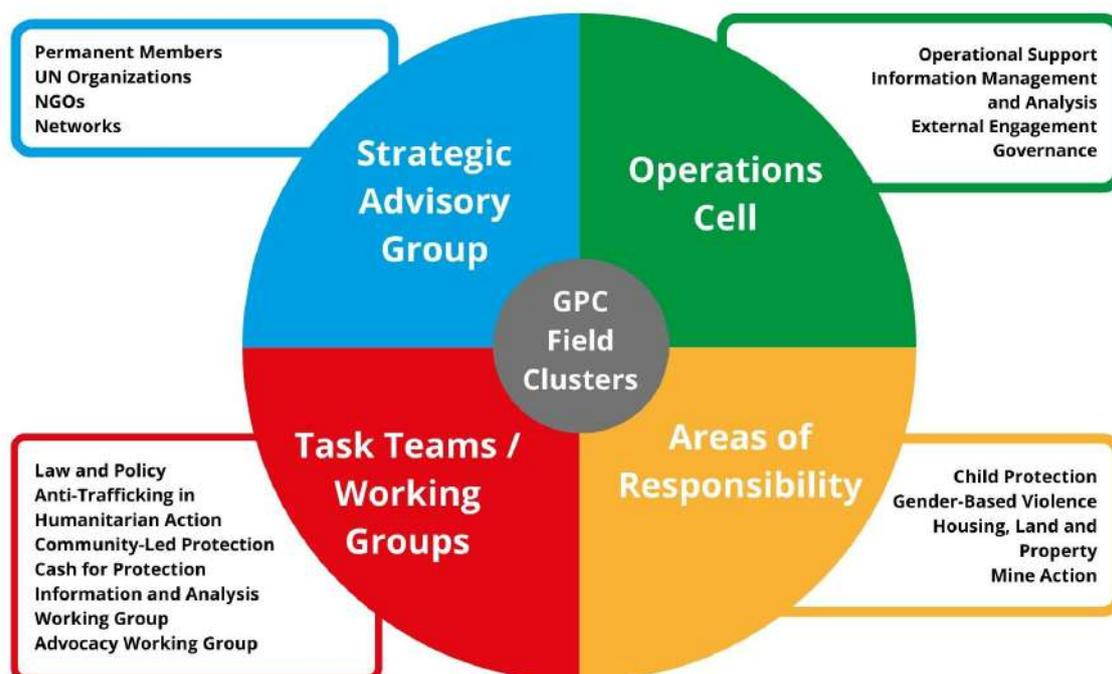 Permanent Members
UN Organizations
NGOs
Networks
Strategic
Advisory
Group
Operations
Cell
Operational Support
Information Management
and Analysis
External Engagement
Governance
GPC
Field
Clusters
Law and Policy
Anti-Trafficking in
Humanitarian Action
Community-Led Protection
Cash for Protection
Information and Analysis
Working Group
Advocacy Working Group
Task Teams /
Working
Groups
Areas of
Responsibility
Child Protection
Gender-Based Violence
Housing, Land and
Property
Mine Action